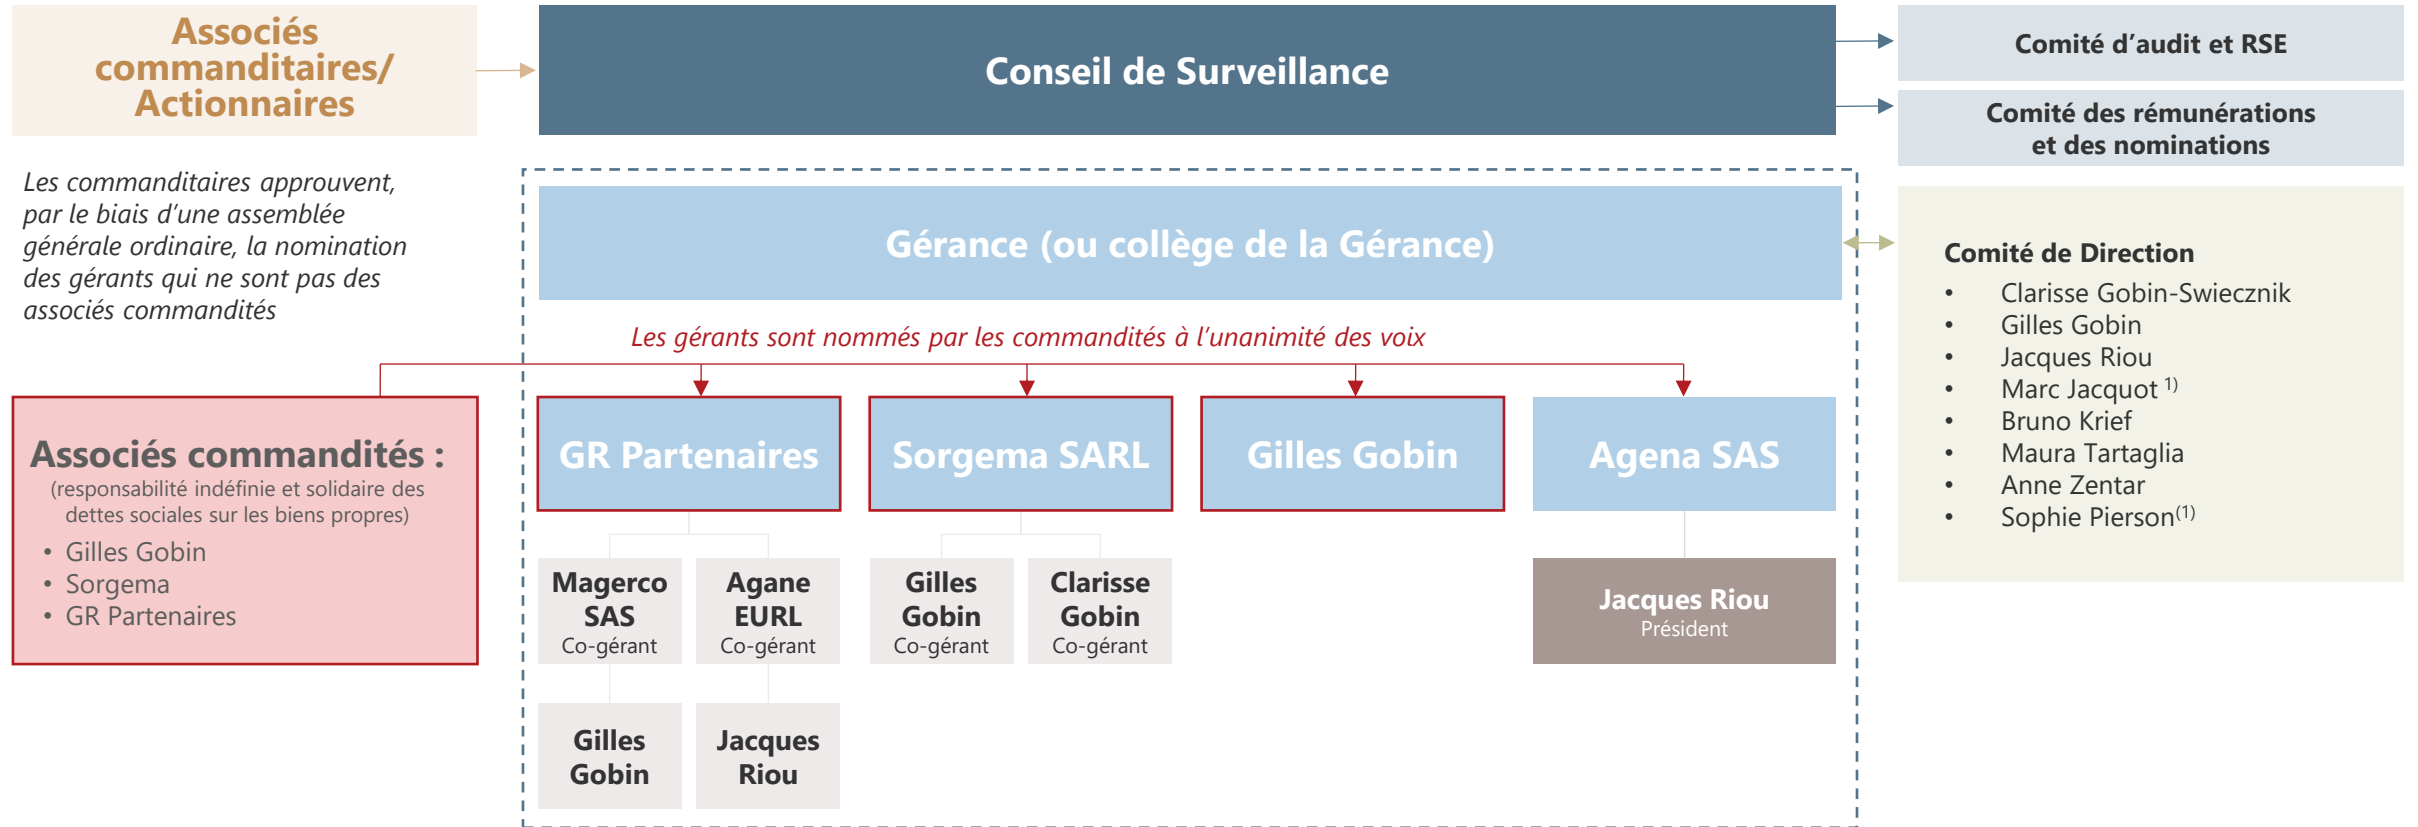 Associés
commanditaires/
Actionnaires
Conseil de Surveillance
Comité d’audit et RSE
Comité des rémunérations
et des nominations
Les commanditaires approuvent,
par le biais d’une assemblée
générale ordinaire, la nomination
des gérants qui ne sont pas des
associés commandités
Gérance (ou collège de la Gérance)
Comité de Direction
• Clarisse Gobin-Swiecznik
• Gilles Gobin
• Jacques Riou
• Marc Jacquot 1)
• Bruno Krief
• Maura Tartaglia
• Anne Zentar
• Sophie Pierson(1)
Les gérants sont nommés par les commandités à l’unanimité des voix
Associés commandités :
(responsabilité indéfinie et solidaire des
dettes sociales sur les biens propres)
• Gilles Gobin
• Sorgema
• GR Partenaires
GR Partenaires
Sorgema SARL
Gilles Gobin
Agena SAS
Magerco
SAS
Co-gérant
Agane
EURL
Co-gérant
Gilles
Gobin
Co-gérant
Clarisse
Gobin
Co-gérant
Jacques Riou
Président
Gilles
Gobin
Jacques
Riou